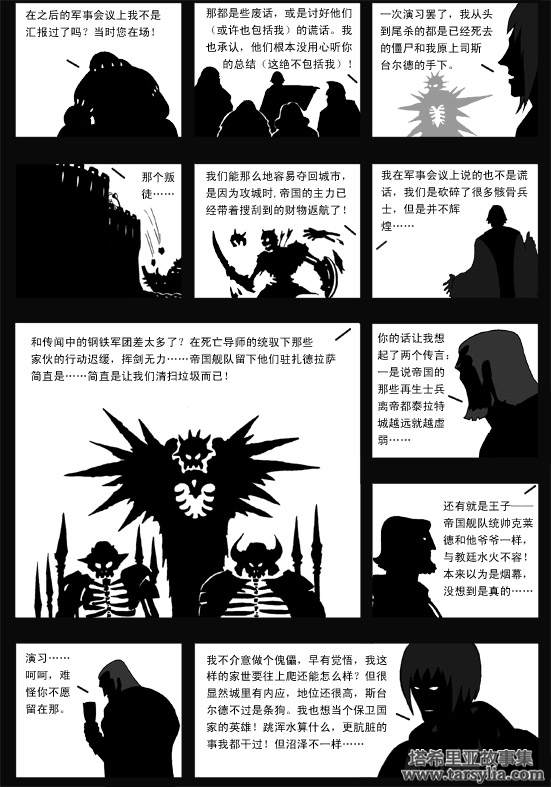 在之后的军事会议上我不是
汇报过了吗？当时您在场！
那都是些废话，或是讨好他们
（或许也包括我）的谎话。我
也承认，他们根本没用心听你
的总结（这绝不包括我）！
一次演习罢了，我从头
到尾杀的都是已经死去
的僵尸和我原上司斯
台尔德的手下。
那个叛
徒……
我们能那么地容易夺回城市，
是因为攻城时，帝国的主力已
经带着搜刮到的财物返航了！
我在军事会议上说的也不是谎
话，我们是砍碎了很多骸骨兵
士，但是并不辉
煌……
和传闻中的钢铁军团差太多了？在死亡导师的统驭下那些
家伙的行动迟缓，挥剑无力……帝国舰队留下他们驻扎德拉萨
简直是……简直是让我们清扫垃圾而已！
你的话让我想
起了两个传言：
一是说帝国的
那些再生士兵
离帝都泰拉特
城越远就越虚
弱……
还有就是王子——
帝国舰队统帅克莱
德和他爷爷一样，
与教廷水火不容！
本来以为是烟幕，
没想到是真的……
演习……
呵呵，难
怪你不愿
留在那。
我不介意做个傀儡，早有觉悟，我这
样的家世要往上爬还能怎么样？但很
显然城里有内应，地位还很高，斯台
尔德不过是条狗。我也想当个保卫国
家的英雄！跳浑水算什么，更肮脏的
事我都干过！但沼泽不一样……
塔希里亚故事集
www.tarsylia.com